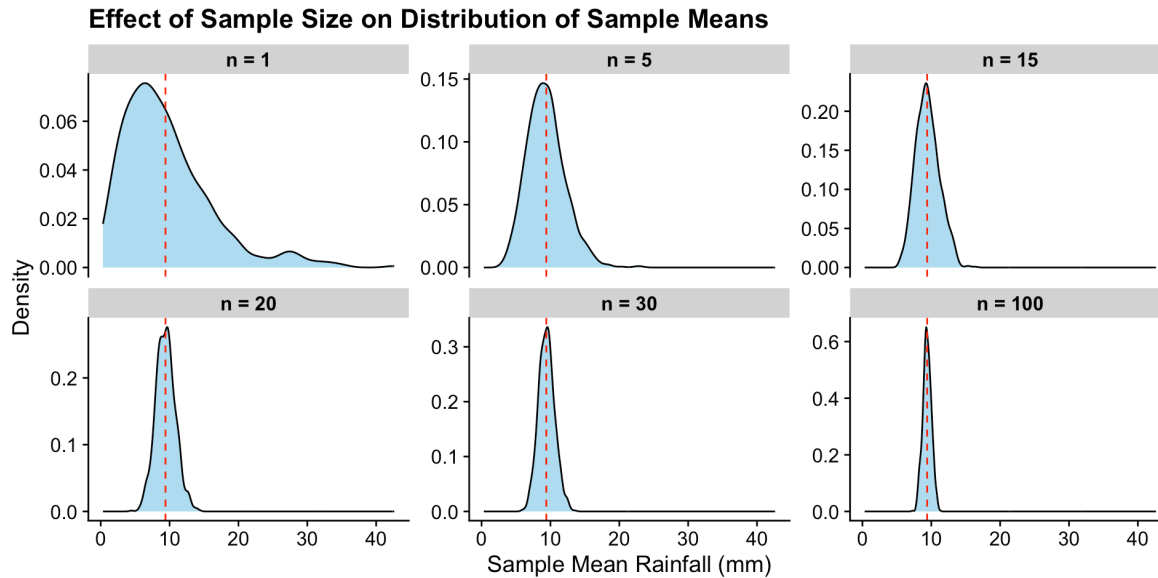 Effect of Sample Size on Distribution of Sample Means
n = 1
n = 5
n = 15
0.06
0.04
0.02
0.00
0.15
0.10
0.05
0.00
0.20
0.15
0.10
0.05
0.00
Density
n = 20
n = 30
n = 100
0.2
0.1
0.0
0.3
0.2
0.1
0.0
0.6
0.4
0.2
0.0
0 10 20 30 40
0 10 20 30 40
0 10 20 30 40
Sample Mean Rainfall (mm)